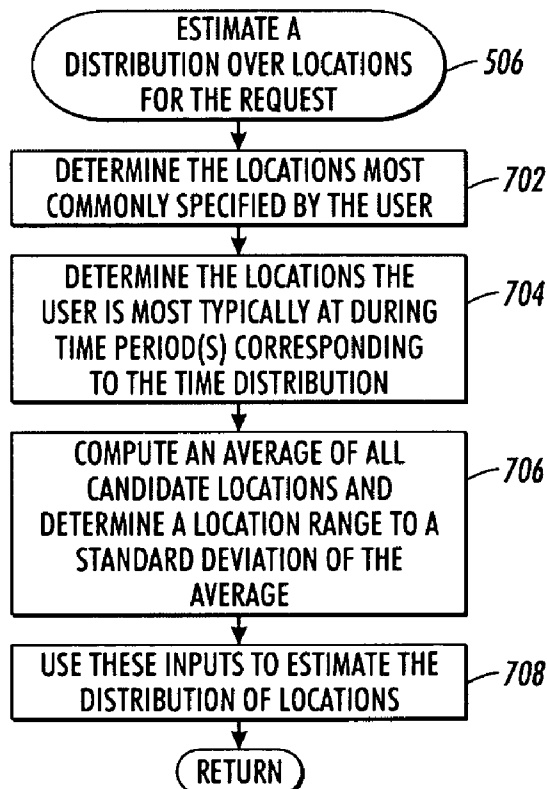 ESTIMATE A
DISTRIBUTION OVER LOCATIONS
FOR THE REQUEST
506
DETERMINE THE LOCATIONS MOST
COMMONLY SPECIFIED BY THE USER
702
DETERMINE THE LOCATIONS THE
USER IS MOST TYPICALLY AT DURING
TIME PERIOD(S) CORRESPONDING
TO THE TIME DISTRIBUTION
704
COMPUTE AN AVERAGE OF ALL
CANDIDATE LOCATIONS AND
DETERMINE A LOCATION RANGE TO A
STANDARD DEVIATION OF THE
AVERAGE
706
USE THESE INPUTS TO ESTIMATE THE
DISTRIBUTION OF LOCATIONS
708
RETURN